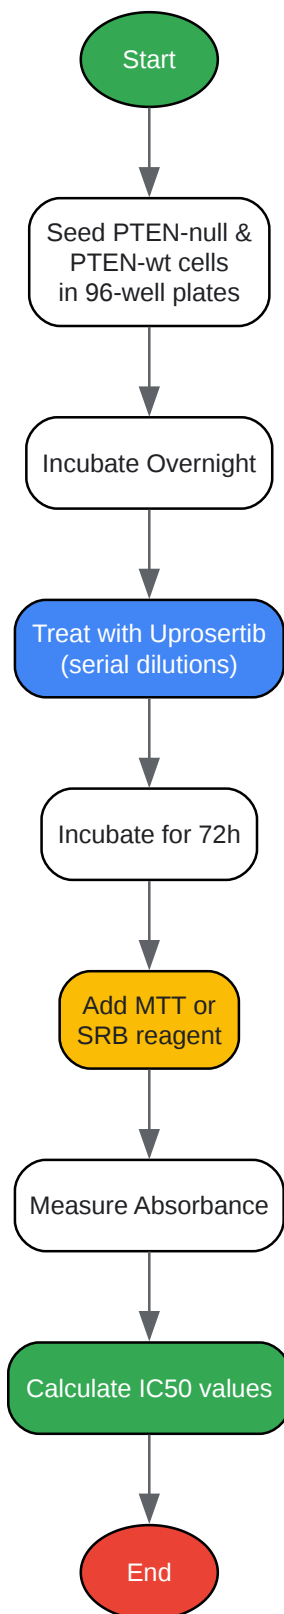 Start
Seed PTEN-null &
PTEN-wt cells
in 96-well plates
Incubate Overnight
Treat with Uprosertib
(serial dilutions)
Incubate for 72h
Add MTT or
SRB reagent
Measure Absorbance
Calculate IC50 values
End